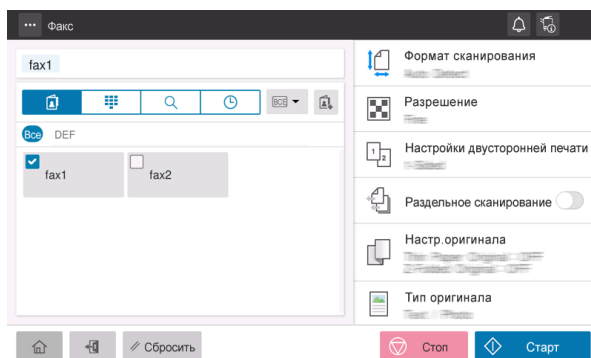 Факс
fax1
ВСЕ
Все DEF
fax1 fax2
Формат сканирования
Разрешение
Настройки двусторонней печати
Раздельное сканирование
Настр.оригинала
Тип оригинала
Сбросить
Стоп
Старт